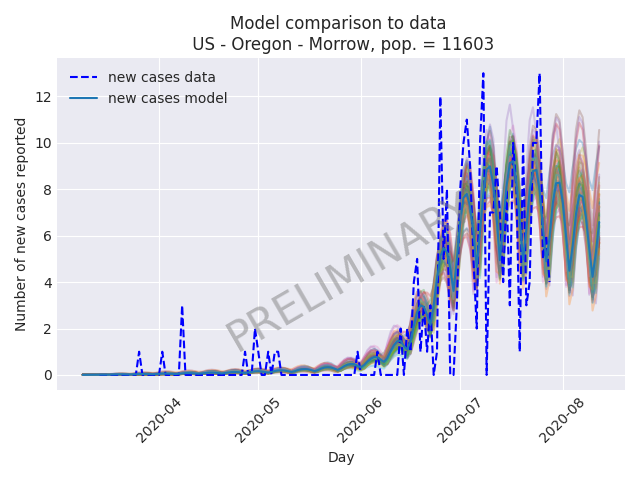 Model comparison to data
US - Oregon - Morrow, pop. = 11603
new cases data
new cases model
PRELIMINARY
Number of new cases reported
12
10
8
6
4
2
0
2020-04
2020-05
2020-06
2020-07
2020-08
Day